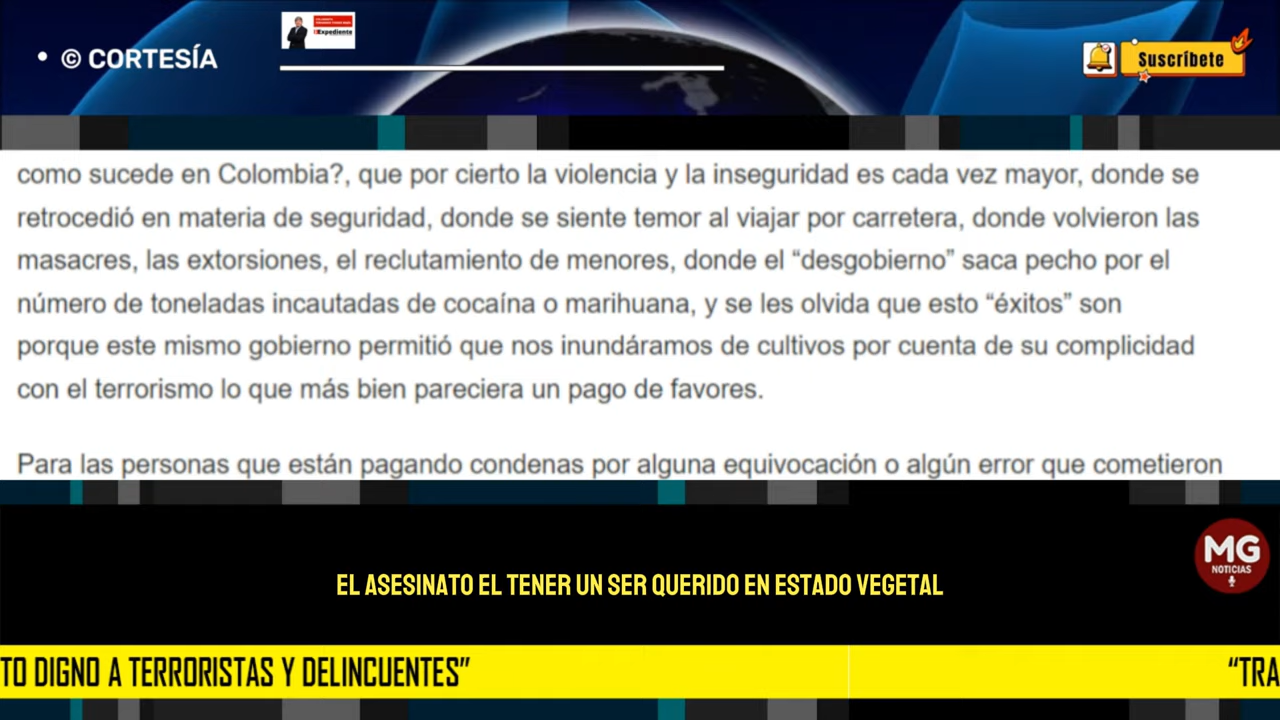 © CORTESÍA
Expediente
Suscríbete
como sucede en Colombia?, que por cierto la violencia y la inseguridad es cada vez mayor, donde se
retrocedió en materia de seguridad, donde se siente temor al viajar por carretera, donde volvieron las
masacres, las extorsiones, el reclutamiento de menores, donde el “desgobierno” saca pecho por el
número de toneladas incautadas de cocaína o marihuana, y se les olvida que esto “éxitos” son
porque este mismo gobierno permitió que nos inundáramos de cultivos por cuenta de su complicidad
con el terrorismo lo que más bien pareciera un pago de favores.
Para las personas que están pagando condenas por alguna equivocación o algún error que cometieron
MG
NOTICIAS
EL ASESINATO EL TENER UN SER QUERIDO EN ESTADO VEGETAL
TO DIGNO A TERRORISTAS Y DELINCUENTES” “TRA